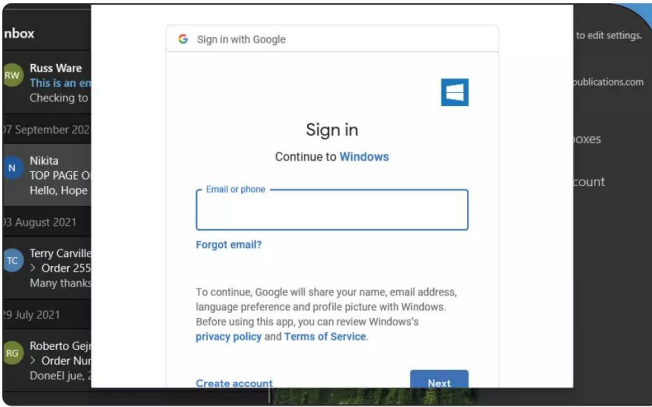 nbox
RW
Russ Ware
This is an en
Checking to
07 September 202
N
Nikita
TOP PAGE O
Hello, Hope
03 August 2021
TC
Terry Carville
> Order 255
Many thanks
29 July 2021
RG
Roberto Gejr
> Order Nur
DoneEl jue, 2
Sign in with Google
Sign in
Continue to Windows
Email or phone
Forgot email?
To continue, Google will share your name, email address,
language preference and profile picture with Windows.
Before using this app, you can review Windows's
privacy policy and Terms of Service.
Create account
Next
to edit settings.
publications.com
oxes
count